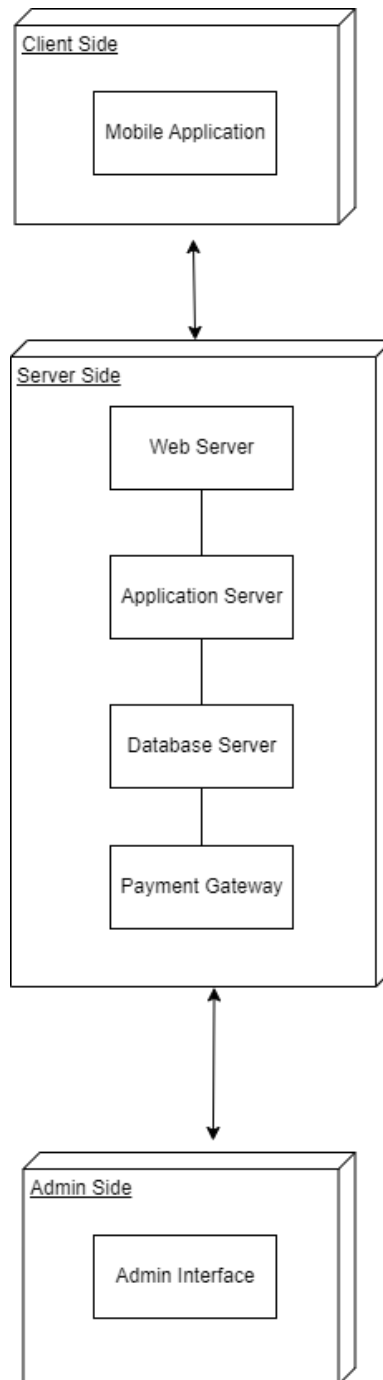 Client Side
Mobile Application
Server Side
Web Server
Application Server
Database Server
Payment Gateway
Admin Side
Admin Interface